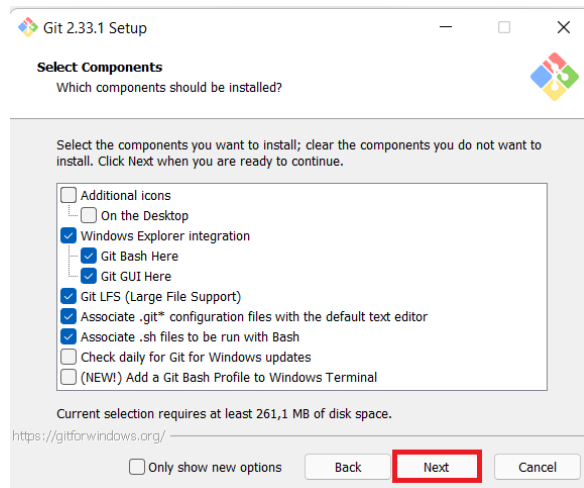 Git 2.33.1 Setup
Select Components
Which components should be installed?
Select the components you want to install; clear the components you do not want to
install. Click Next when you are ready to continue.
Additional icons
On the Desktop
Windows Explorer integration
Git Bash Here
Git GUI Here
Git LFS (Large File Support)
Associate .git* configuration files with the default text editor
Associate .sh files to be run with Bash
Check daily for Git for Windows updates
(NEW!) Add a Git Bash Profile to Windows Terminal
Current selection requires at least 261,1 MB of disk space.
https://gitforwindows.org/
Only show new options Back Next Cancel